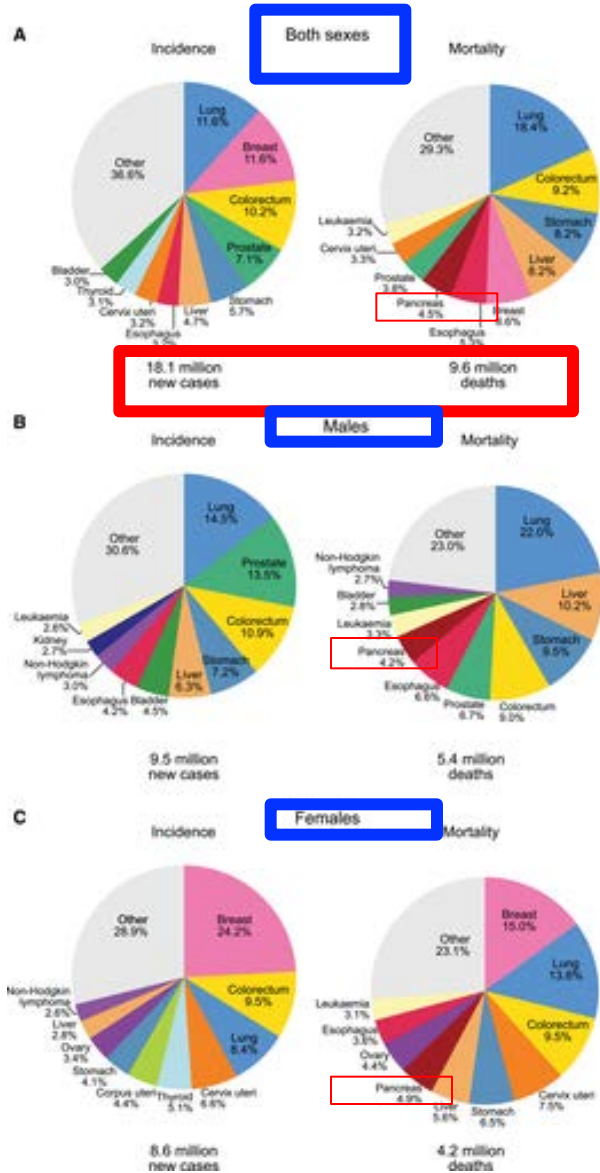 A
Both sexes
Incidence
Mortality
Lung
11.6%
Breast
11.6%
Colorectum
10.2%
Prostate
7.1%
Stomach
5.7%
Liver
4.7%
Esophagus
Cervix uteri
3.2%
Thyroid
3.1%
Bladder
3.0%
Other
36.6%
18.1 million
new cases
Lung
18.4%
Colorectum
9.2%
Stomach
8.2%
Liver
8.2%
Breast
6.6%
Esophagus
5.3%
Pancreas
4.5%
Prostate
3.8%
Cervix uteri
3.3%
Leukaemia
3.2%
Other
29.3%
9.6 million
deaths
B
Males
Incidence
Mortality
Lung
14.5%
Prostate
13.5%
Colorectum
10.9%
Stomach
7.2%
Liver
6.3%
Bladder
4.5%
Esophagus
4.2%
Non-Hodgkin
lymphoma
3.0%
Kidney
2.7%
Leukaemia
2.6%
Other
30.6%
9.5 million
new cases
Lung
22.0%
Liver
10.2%
Stomach
9.5%
Colorectum
9.0%
Prostate
6.7%
Esophagus
6.6%
Pancreas
4.2%
Leukaemia
3.3%
Bladder
2.8%
Non-Hodgkin
lymphoma
2.7%
Other
23.0%
5.4 million
deaths
C
Females
Incidence
Mortality
Breast
24.2%
Colorectum
9.5%
Lung
8.4%
Cervix uteri
6.6%
Thyroid
5.1%
Corpus uteri
4.4%
Stomach
4.1%
Ovary
3.4%
Liver
2.8%
Non-Hodgkin
lymphoma
2.6%
Other
28.9%
8.6 million
new cases
Breast
15.0%
Lung
13.8%
Colorectum
9.5%
Cervix uteri
7.5%
Stomach
6.5%
Liver
5.6%
Pancreas
4.9%
Ovary
4.4%
Esophagus
3.8%
Leukaemia
3.1%
Other
23.1%
4.2 million
deaths